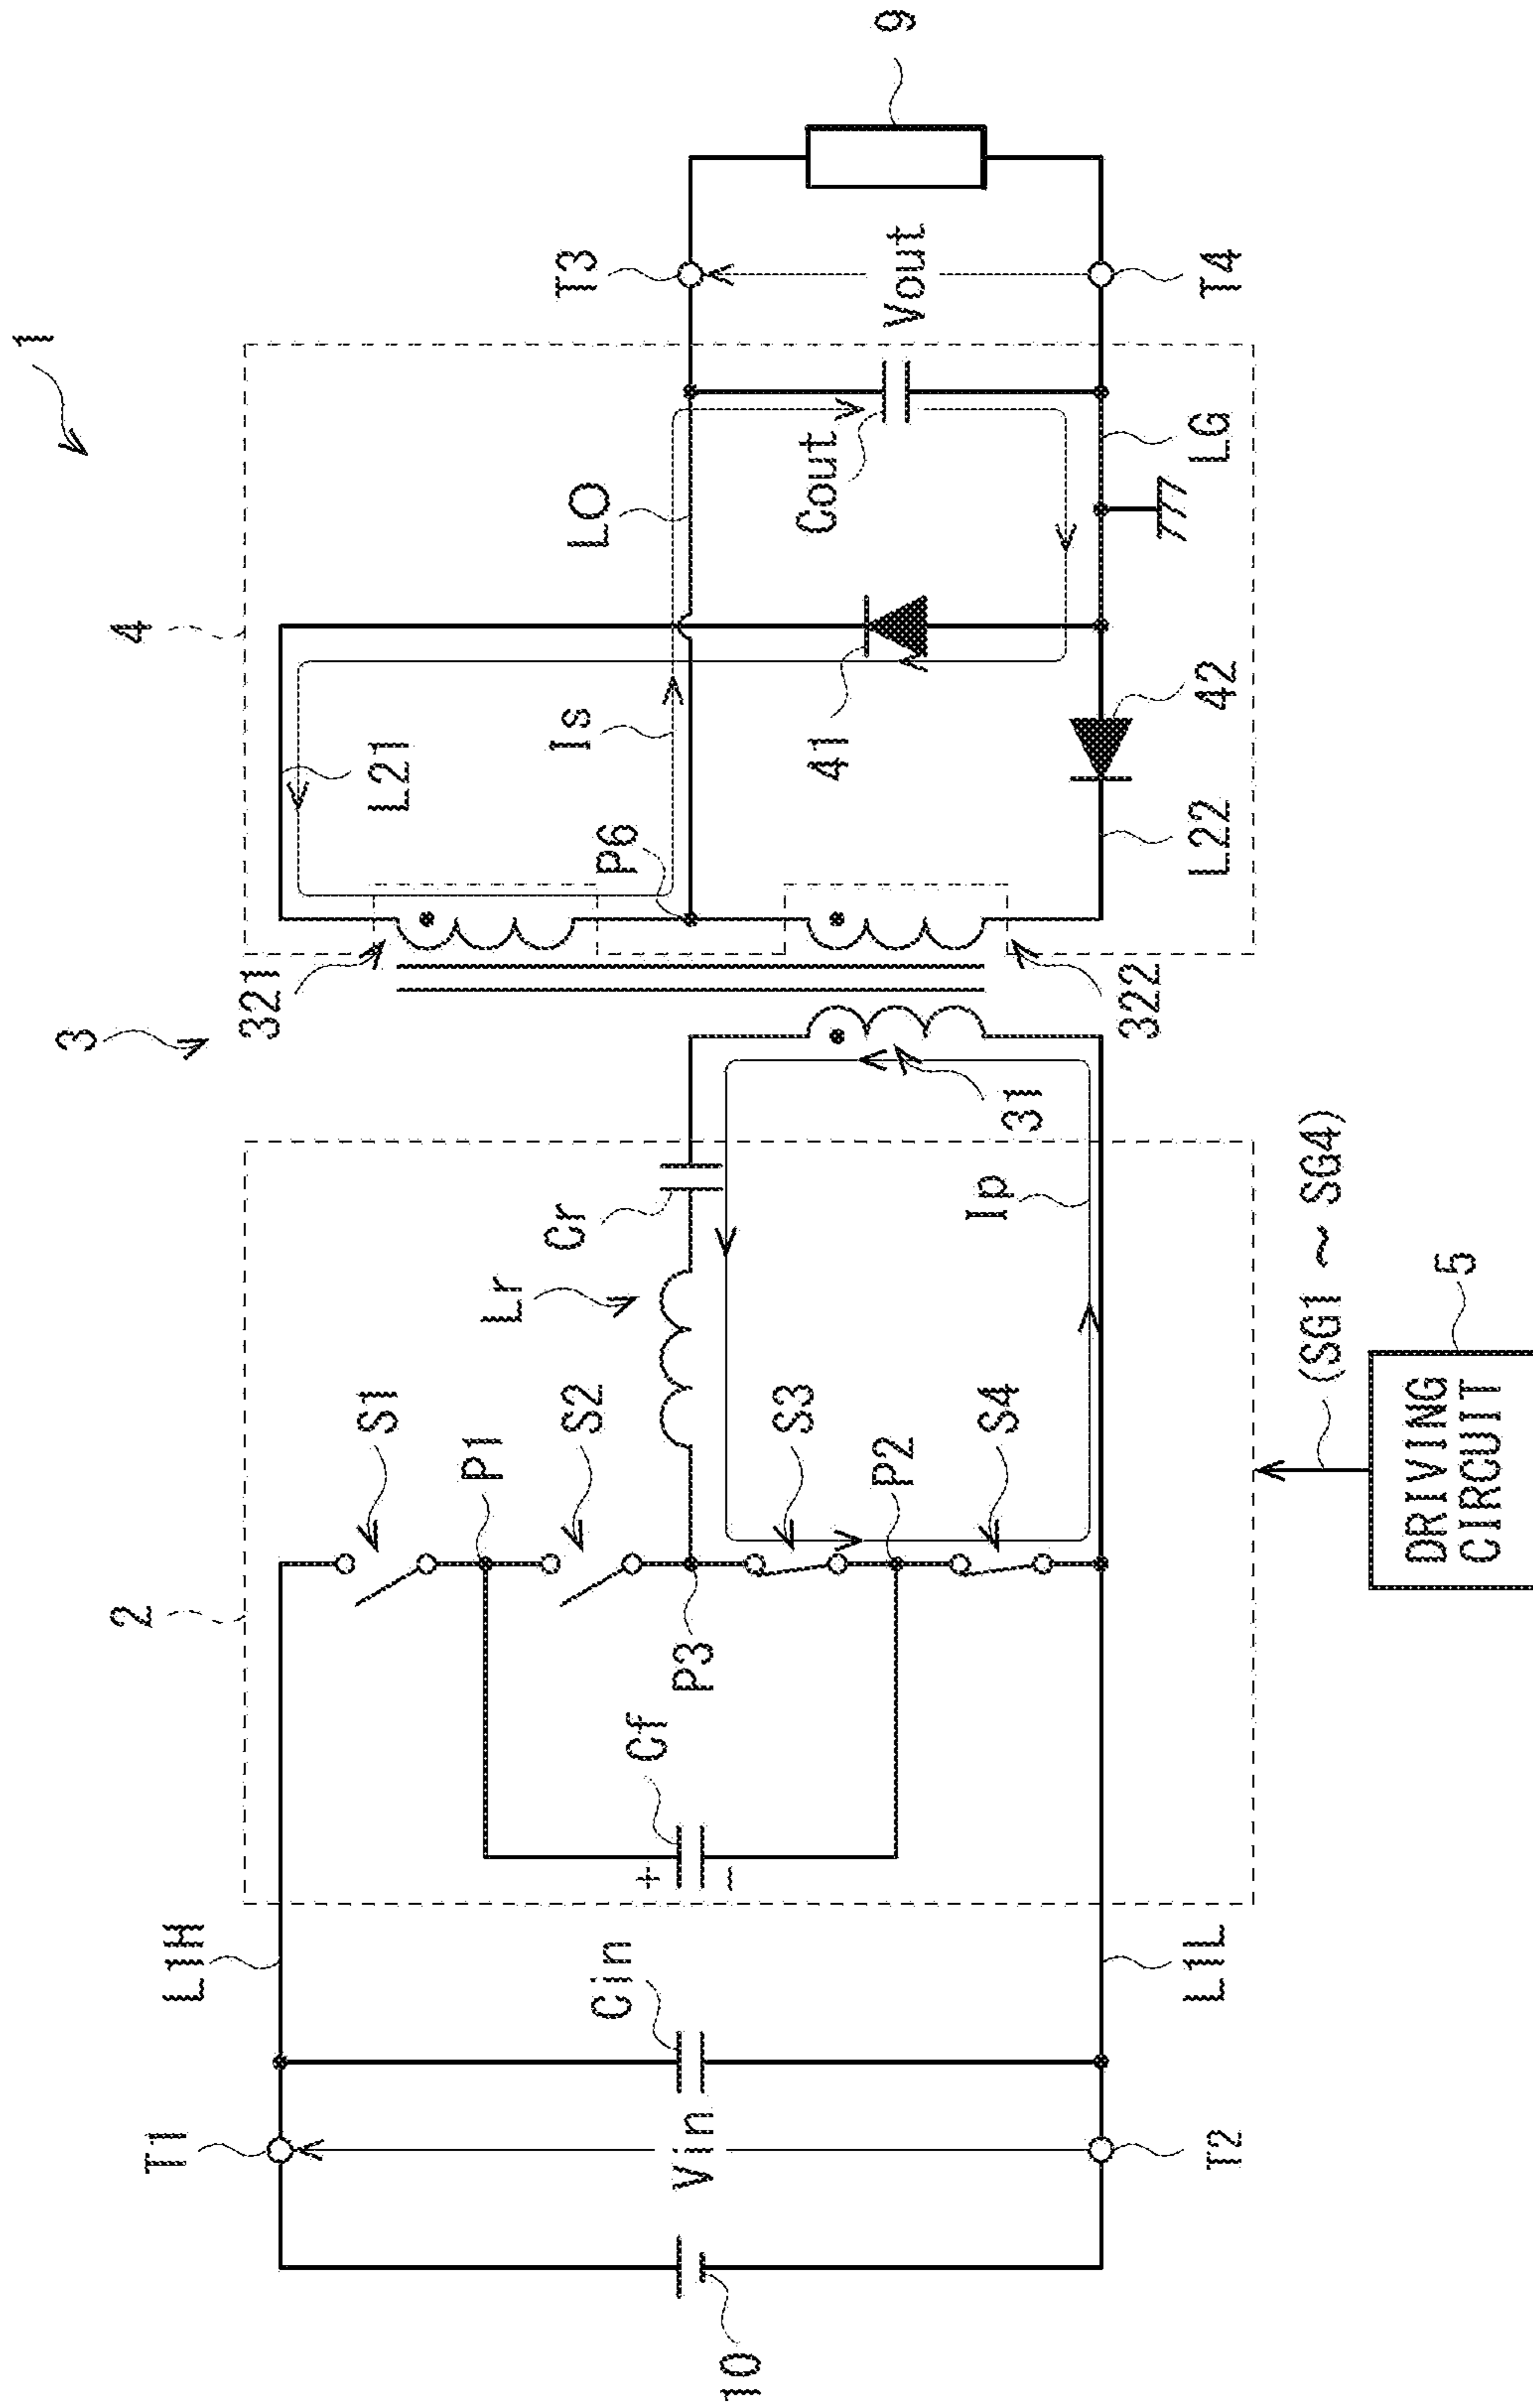 1
3
2
4
T1
L1H
S1
P1
S2
Cf
P3
Lr
Cr
Cin
Vin
10
S3
P2
S4
Ip
31
T2
L1L
321
322
L21
Is
P6
LO
T3
41
Cout
Vout
9
42
L22
LG
T4
(SG1 ~ SG4)
5
DRIVING
CIRCUIT
+
−